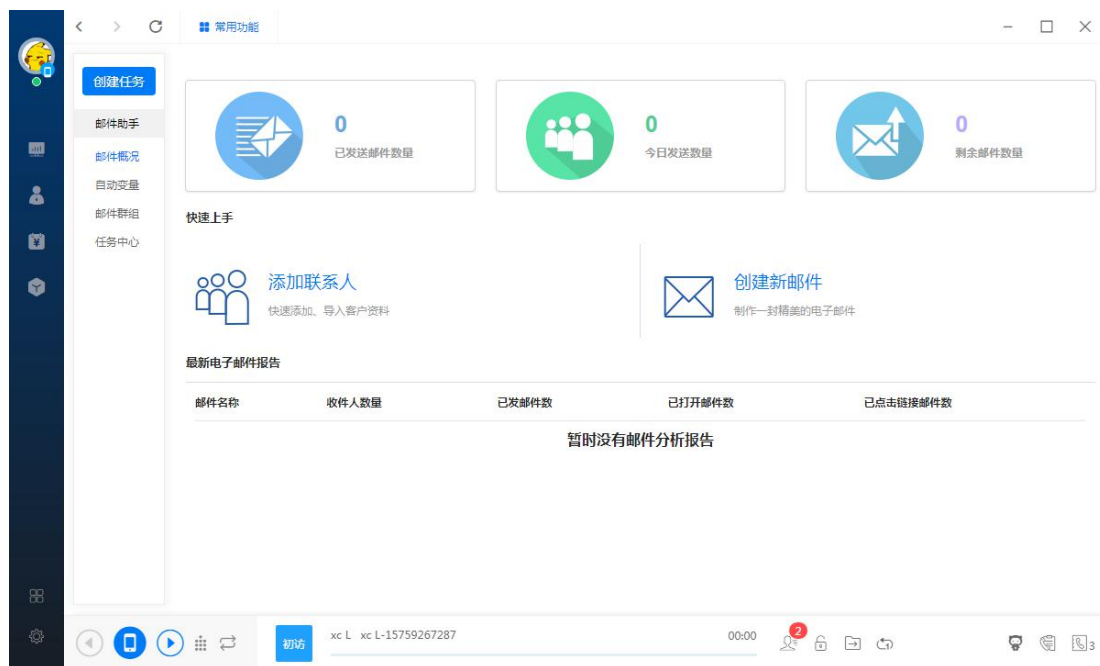 常用功能
创建任务
邮件助手
邮件概况
自动变量
邮件群组
任务中心
0
已发送邮件数量
0
今日发送数量
0
剩余邮件数量
快速上手
添加联系人
快速添加、导入客户资料
创建新邮件
制作一封精美的电子邮件
最新电子邮件报告
邮件名称 收件人数量 已发邮件数 已打开邮件数 已点击链接邮件数
暂时没有邮件分析报告
初访
xc L xc L-15759267287
00:00
2
3